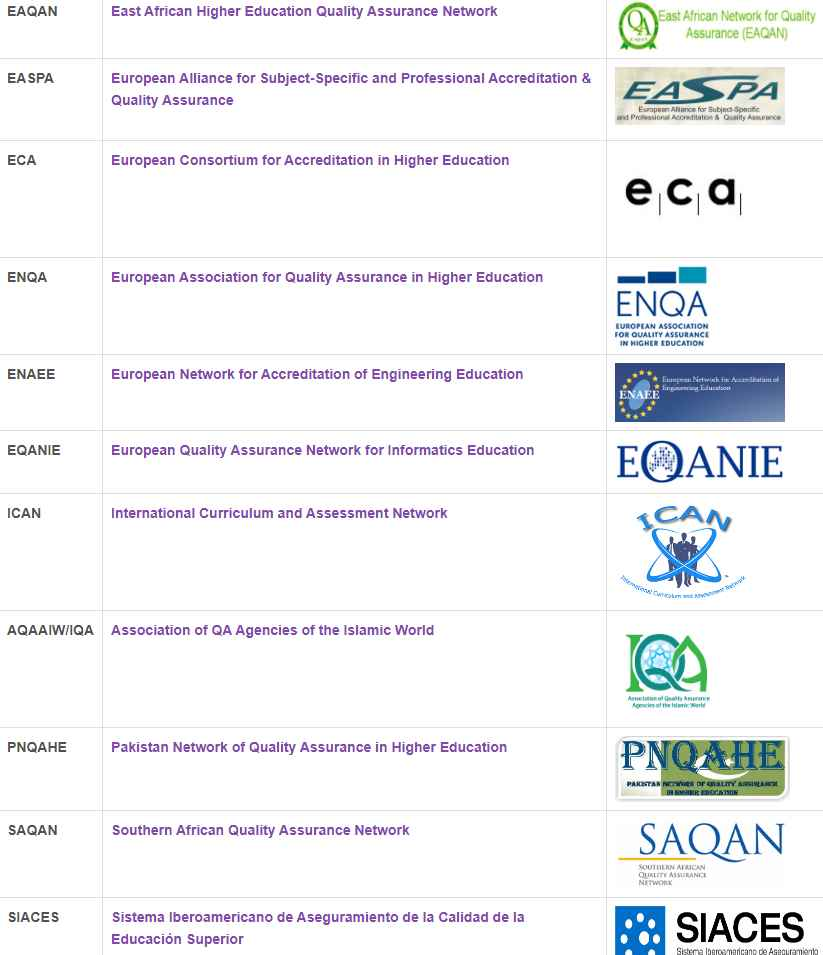 EAQAN
East African Higher Education Quality Assurance Network
QA
EAQAN
East African Network for Quality
Assurance (EAQAN)
EASPA
European Alliance for Subject-Specific and Professional Accreditation &
Quality Assurance
EASPA
European Alliance for Subject-Specific
and Professional Accreditation & Quality Assurance
ECA
European Consortium for Accreditation in Higher Education
e|c|a|
ENQA
European Association for Quality Assurance in Higher Education
ENQA
EUROPEAN ASSOCIATION
FOR QUALITY ASSURANCE
IN HIGHER EDUCATION
ENAEE
European Network for Accreditation of Engineering Education
ENAEE
European Network for Accreditation of
Engineering Education
EQANIE
European Quality Assurance Network for Informatics Education
EQANIE
ICAN
International Curriculum and Assessment Network
ICAN
International Curriculum and Assessment Network
AQAAIW/IQA
Association of QA Agencies of the Islamic World
IQA
Association of Quality Assurance
Agencies of the Islamic World
PNQAHE
Pakistan Network of Quality Assurance in Higher Education
PNQAHE
PAKISTAN NETWORK OF QUALITY ASSURANCE
IN HIGHER EDUCATION
SAQAN
Southern African Quality Assurance Network
SAQAN
SOUTHERN AFRICAN
QUALITY ASSURANCE
NETWORK
SIACES
Sistema Iberoamericano de Aseguramiento de la Calidad de la
Educación Superior
SIACES
Sistema Iberoamericano de Aseguramiento